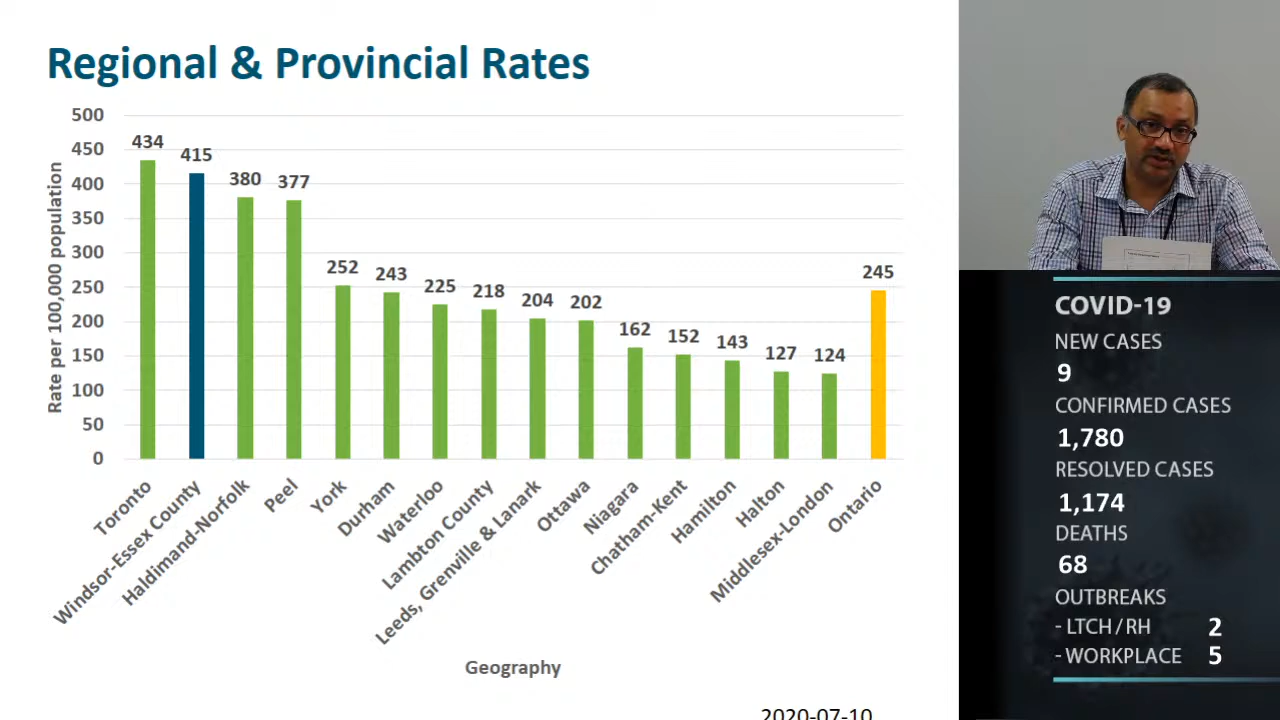 Regional & Provincial Rates
500
450
400
350
300
250
200
150
100
50
0
Rate per 100,000 population
434
415
380
377
252
243
225
218
204
202
162
152
143
127
124
245
Toronto
Windsor-Essex County
Haldimand-Norfolk
Peel
York
Durham
Waterloo
Lambton County
Leeds, Grenville & Lanark
Ottawa
Niagara
Chatham-Kent
Hamilton
Halton
Middlesex-London
Ontario
Geography
2020-07-10
COVID-19
NEW CASES
9
CONFIRMED CASES
1,780
RESOLVED CASES
1,174
DEATHS
68
OUTBREAKS
- LTCH / RH 2
- WORKPLACE 5